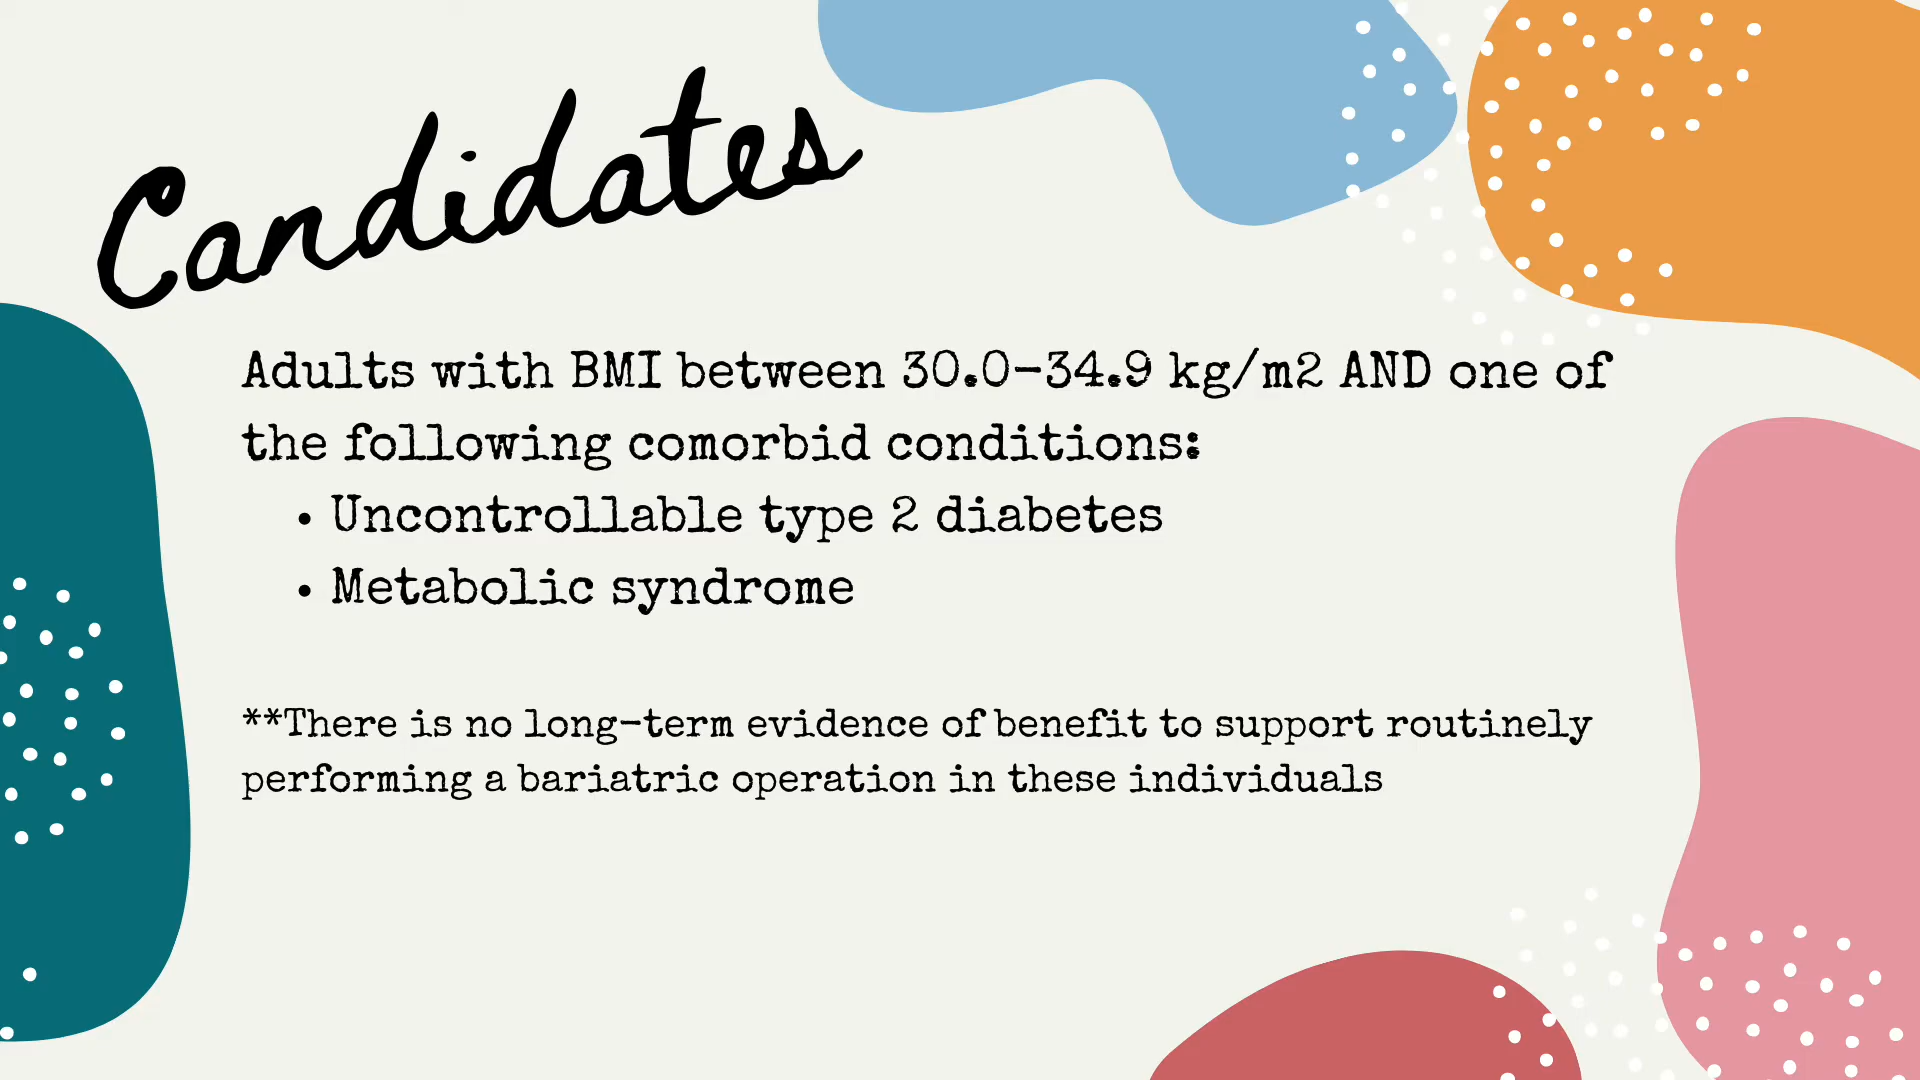 Candidates
Adults with BMI between 30.0-34.9 kg/m2 AND one of
the following comorbid conditions:
• Uncontrollable type 2 diabetes
• Metabolic syndrome
**There is no long-term evidence of benefit to support routinely
performing a bariatric operation in these individuals